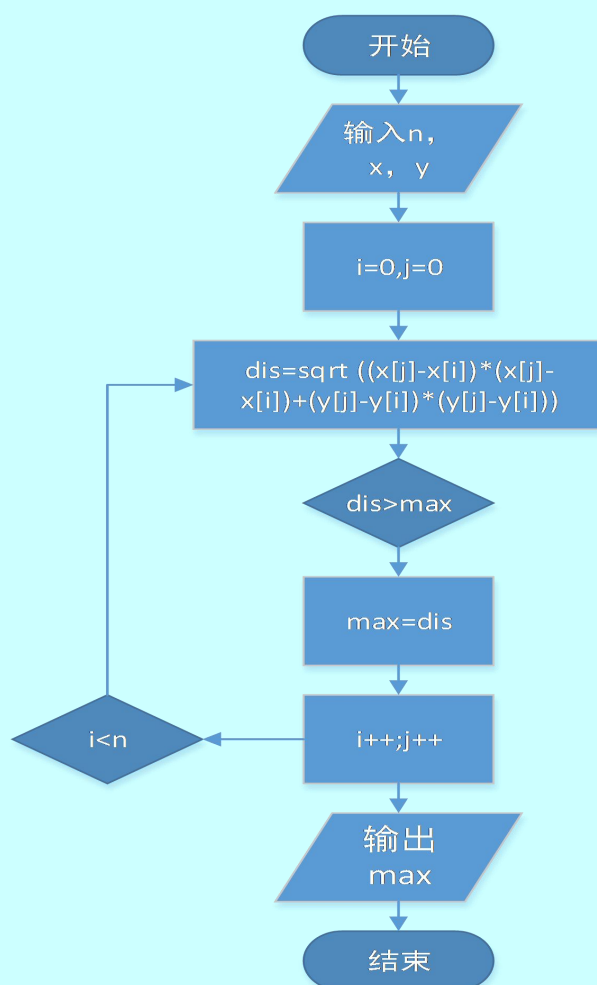 开始
输入n，
x，y
i=0,j=0
dis=sqrt ((x[j]-x[i])*(x[j]-
x[i])+(y[j]-y[i])*(y[j]-y[i]))
dis>max
max=dis
i<n
i++;j++
输出
max
结束